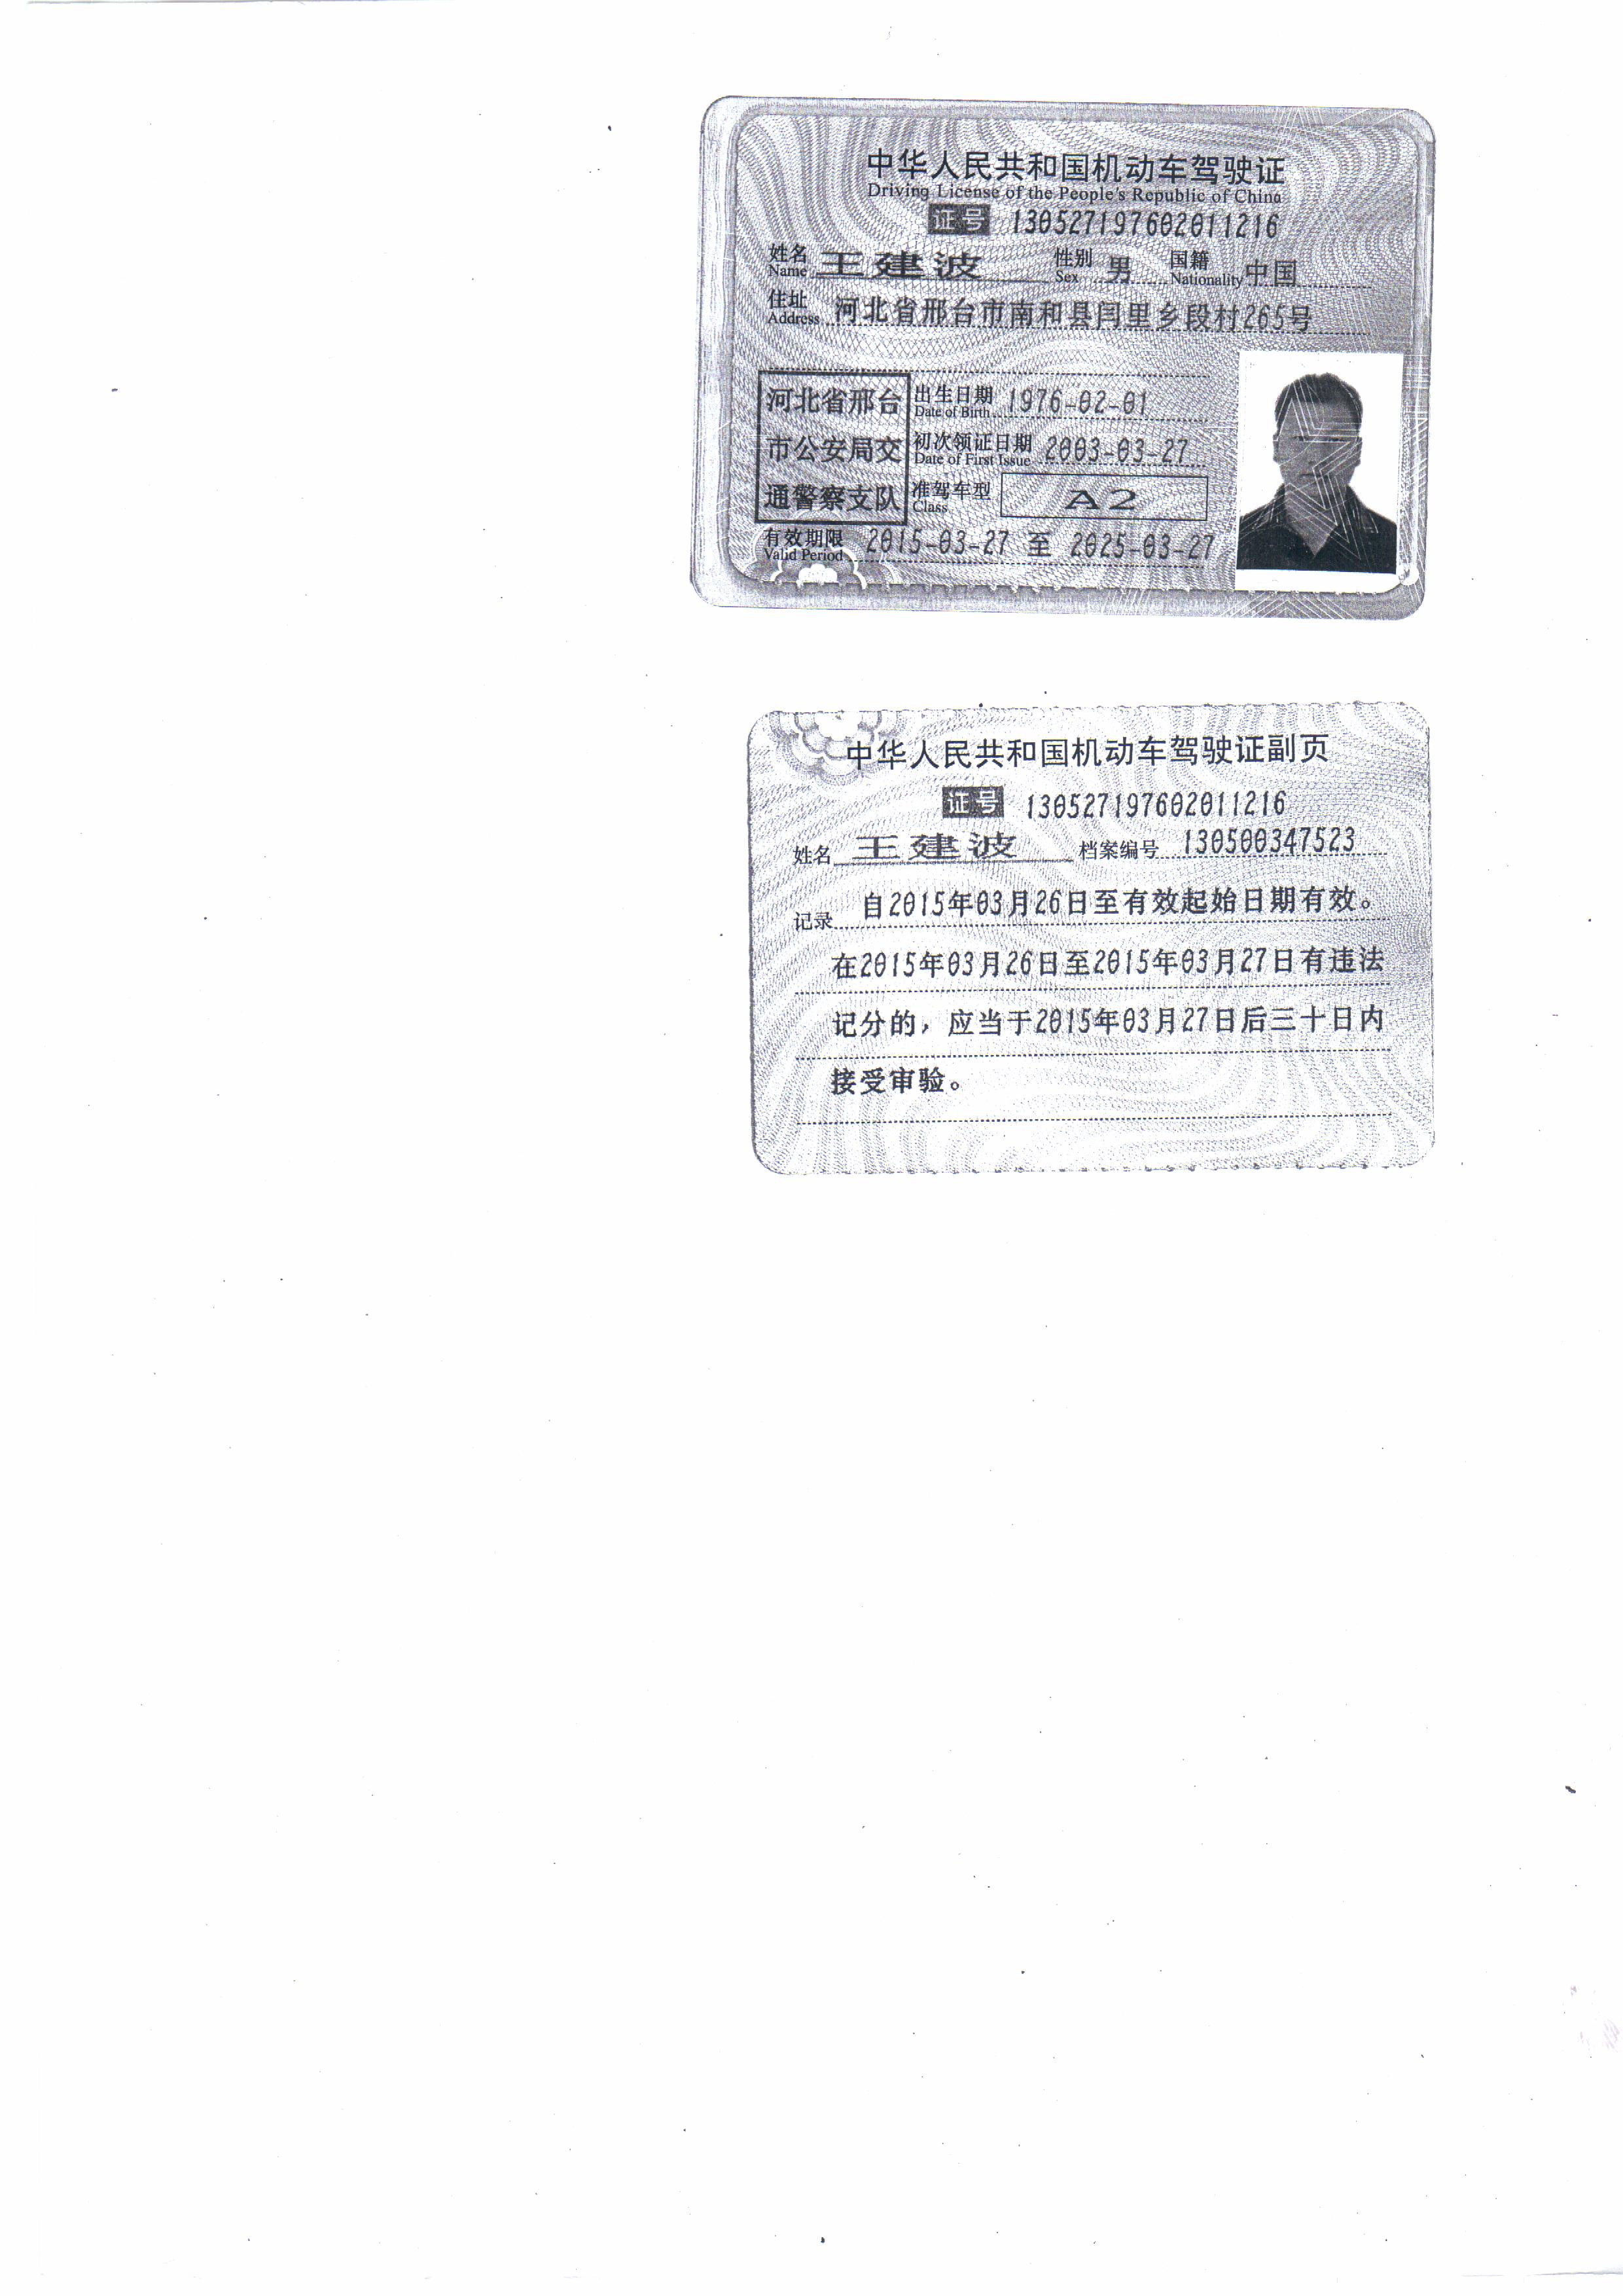 中华人民共和国机动车驾驶证
Driving License of the People's Republic of China
证号 130527197602011216
姓名 Name 王建波 性别 Sex 男 国籍 Nationality 中国
住址 Address 河北省邢台市南和县闫里乡段村265号
河北省邢台市公安局交通警察支队
出生日期 Date of Birth 1976-02-01
初次领证日期 Date of First Issue 2003-03-27
准驾车型 Class A2
有效期限 Valid Period 2015-03-27 至 2025-03-27
中华人民共和国机动车驾驶证副页
证号 130527197602011216
姓名 王建波 档案编号 130500347523
记录 自2015年03月26日至有效起始日期有效。
在2015年03月26日至2015年03月27日有违法
记分的，应当于2015年03月27日后三十日内
接受审验。